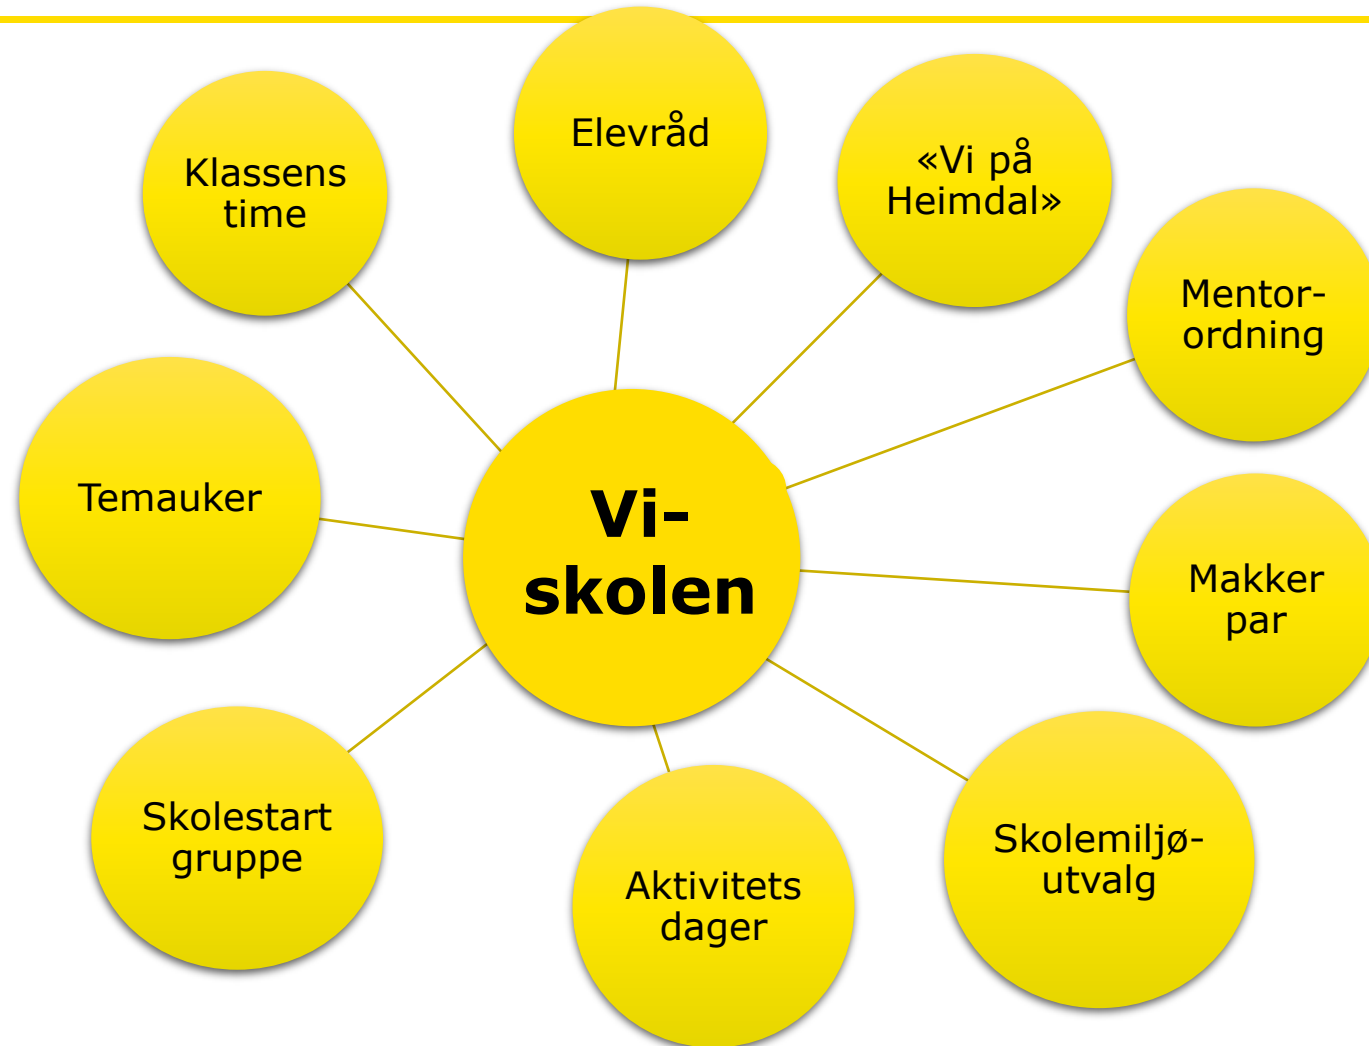 Elevråd
«Vi på
Heimdal»
Klassens
time
Mentor-
ordning
Temauker
Vi-
skolen
Makker
par
Skolestart
gruppe
Skolemiljø-
utvalg
Aktivitets
dager